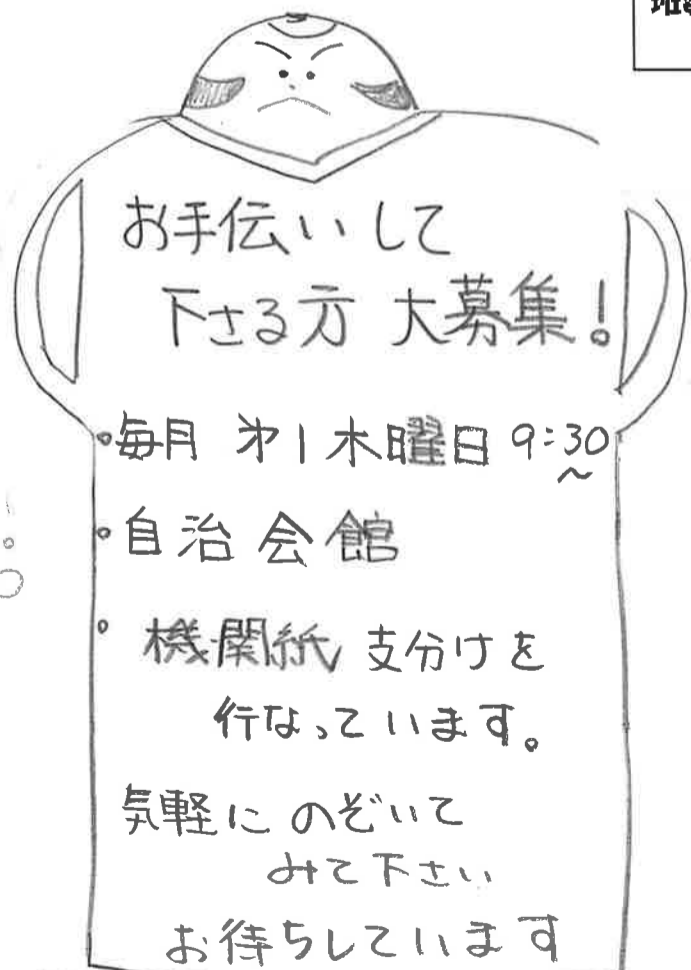 お手伝いして
下さる方 大募集!
・毎月 㐧1木曜日 9:30
~
・自治会館
・機関紙 支分けを
行なっています。
気軽に のぞいて
みて下さい
お待ちしています